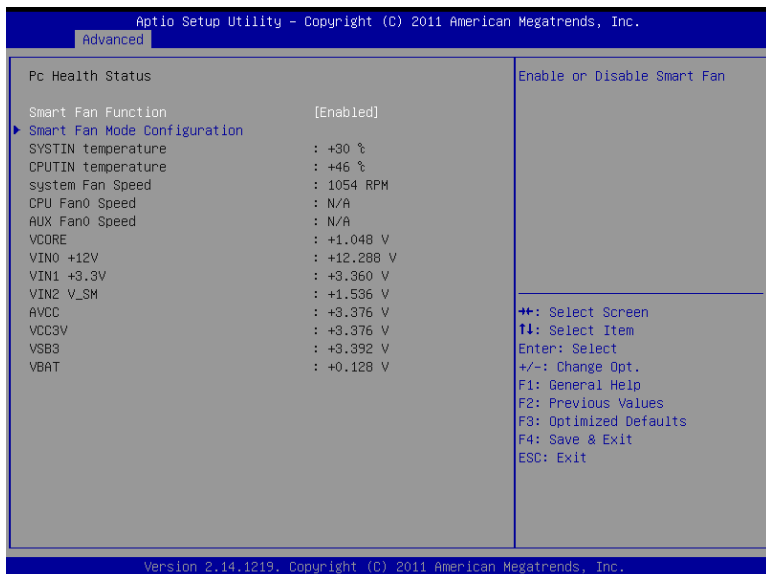 Aptio Setup Utility – Copyright (C) 2011 American Megatrends, Inc.
Advanced
Pc Health Status
Smart Fan Function [Enabled]
Smart Fan Mode Configuration
SYSTIN temperature : +30 ℃
CPUTIN temperature : +46 ℃
system Fan Speed : 1054 RPM
CPU Fan0 Speed : N/A
AUX Fan0 Speed : N/A
VCORE : +1.048 V
VIN0 +12V : +12.288 V
VIN1 +3.3V : +3.360 V
VIN2 V_SM : +1.536 V
AVCC : +3.376 V
VCC3V : +3.376 V
VSB3 : +3.392 V
VBAT : +0.128 V
Enable or Disable Smart Fan
→←: Select Screen
↑↓: Select Item
Enter: Select
+/-: Change Opt.
F1: General Help
F2: Previous Values
F3: Optimized Defaults
F4: Save & Exit
ESC: Exit
Version 2.14.1219. Copyright (C) 2011 American Megatrends, Inc.